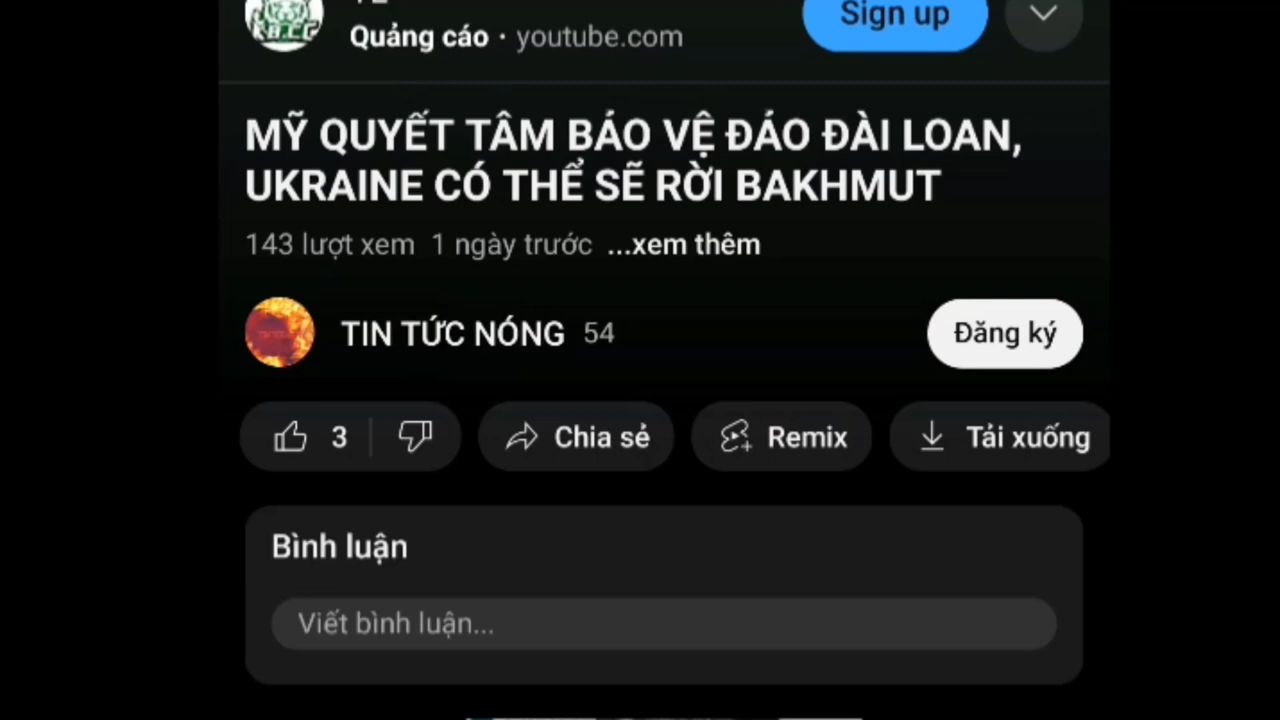 Sign up
Quảng cáo · youtube.com
MỸ QUYẾT TÂM BẢO VỆ ĐẢO ĐÀI LOAN,
UKRAINE CÓ THỂ SẼ RỜI BAKHMUT
143 lượt xem 1 ngày trước ...xem thêm
TIN TỨC NÓNG 54
Đăng ký
3
Chia sẻ
Remix
Tải xuống
Bình luận
Viết bình luận...